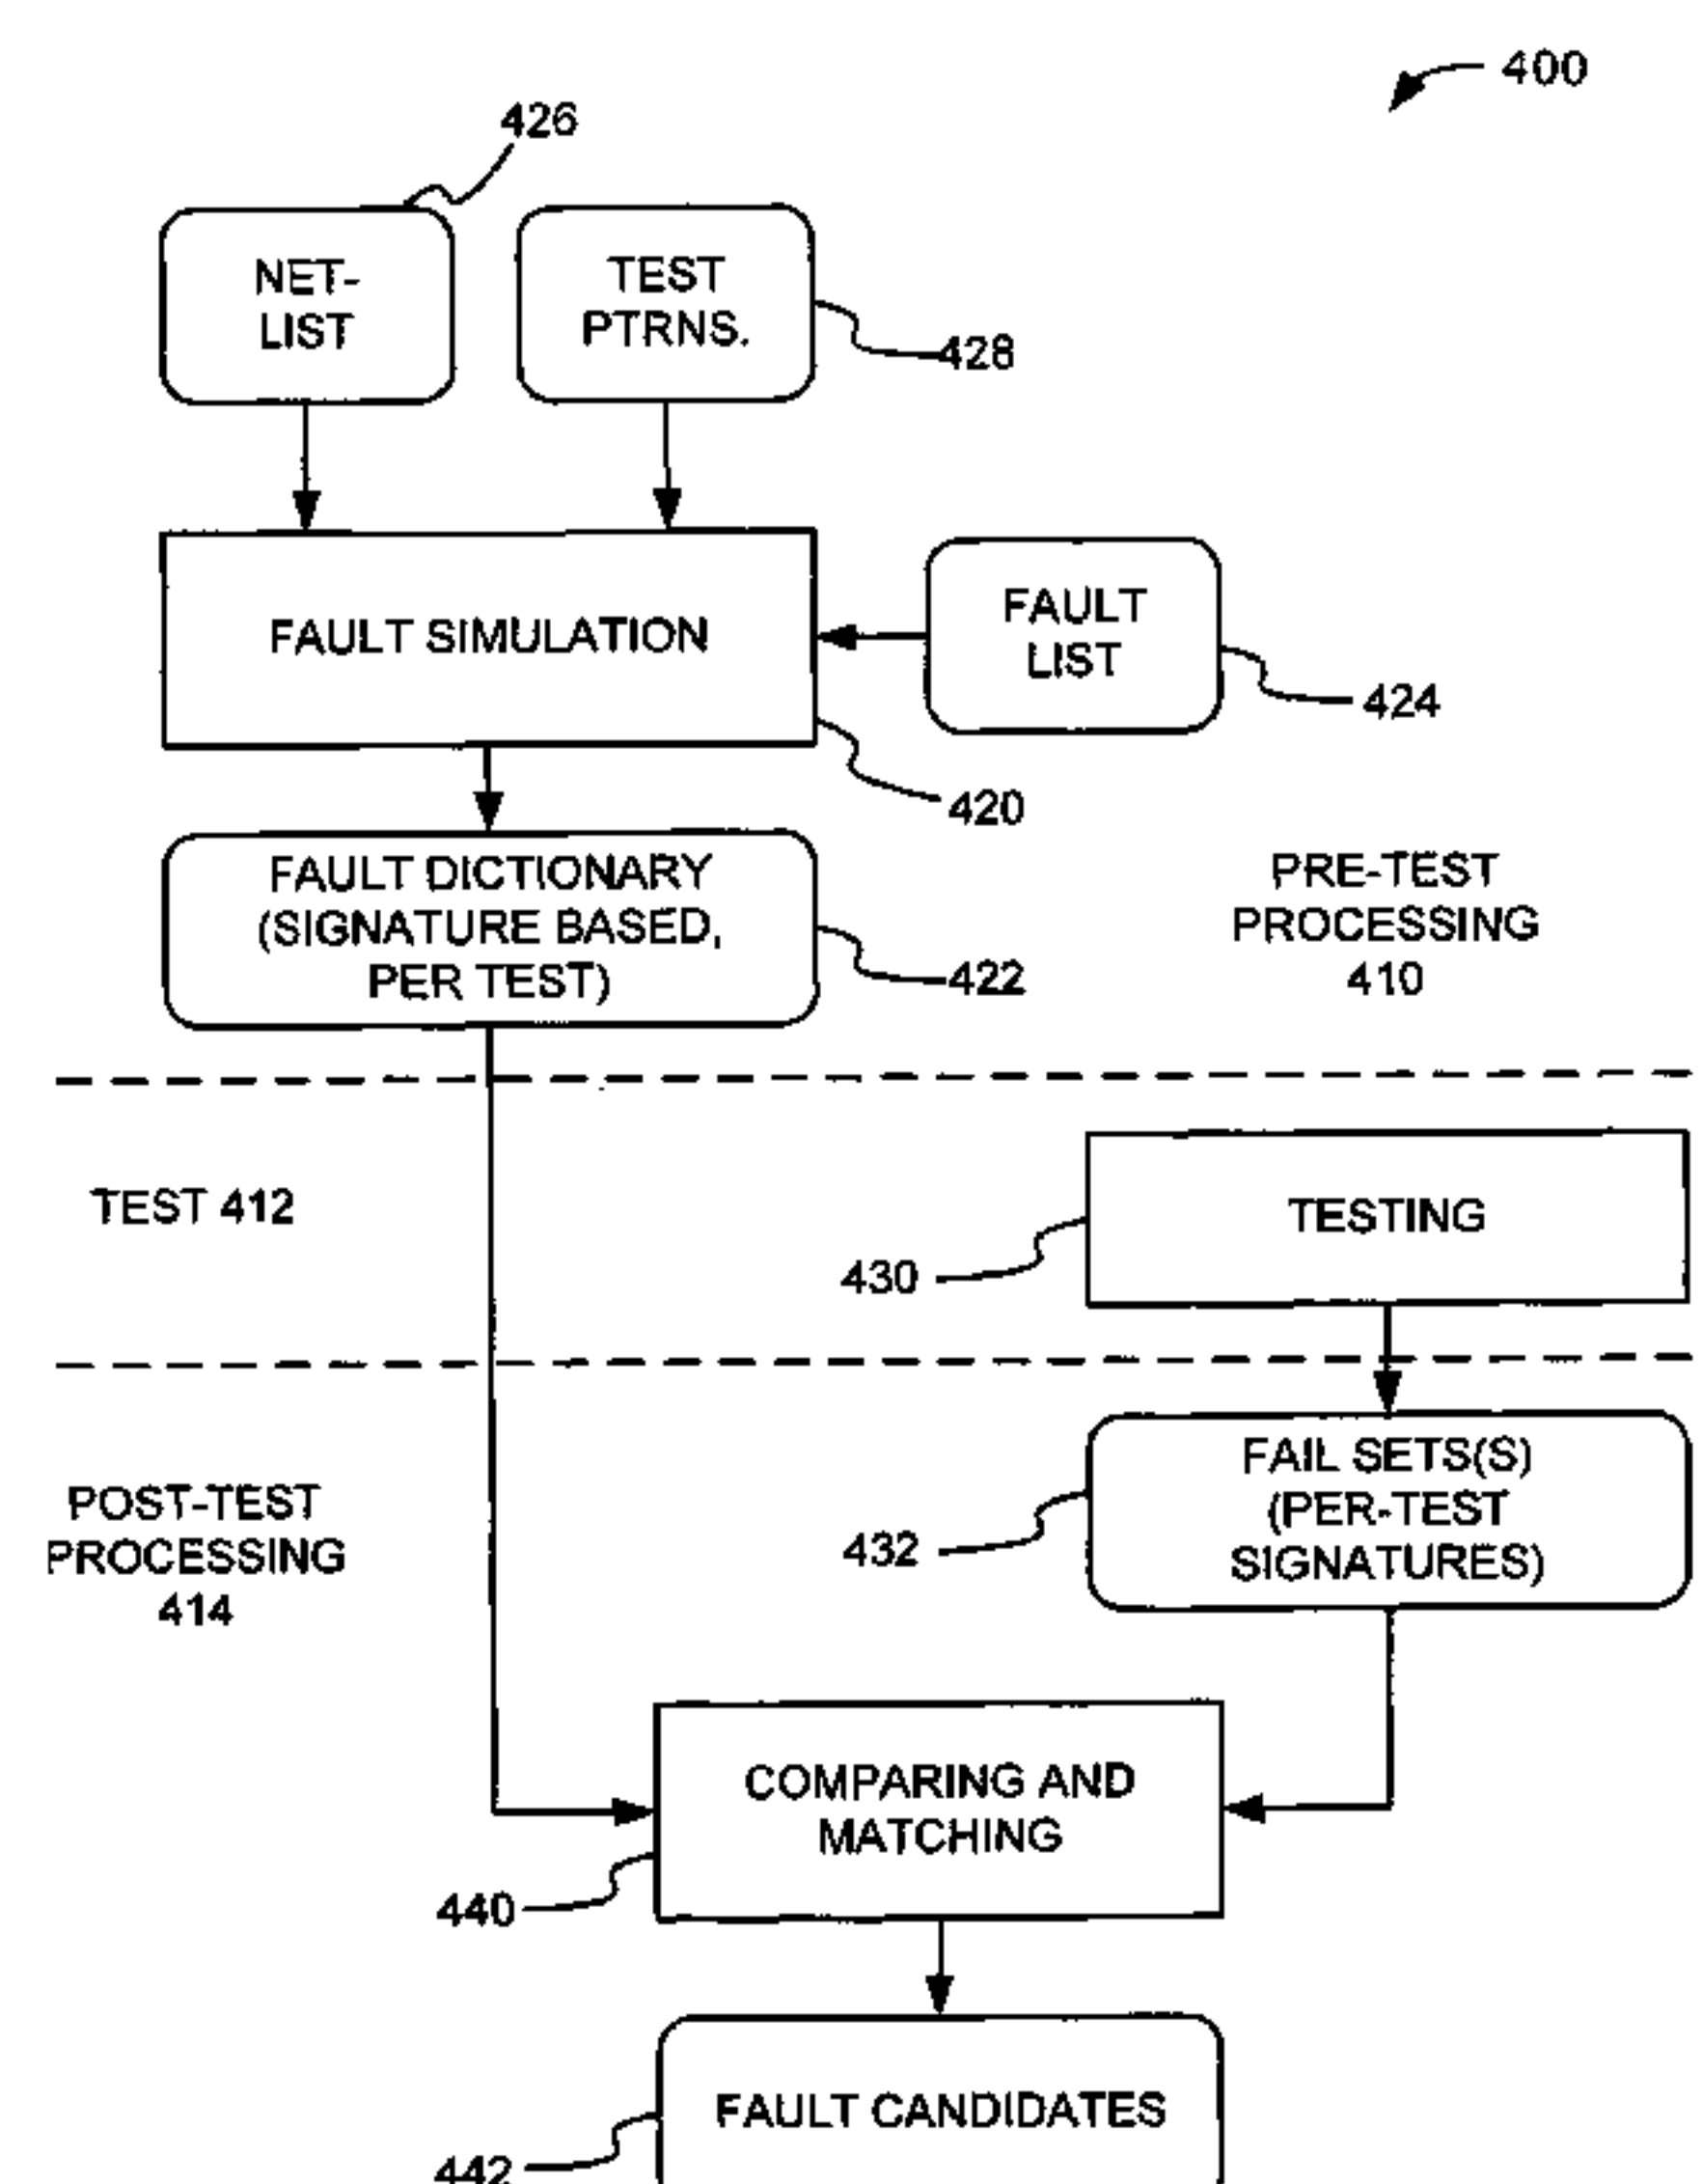 400
426
NET-
LIST
TEST
PTRNS.
428
FAULT SIMULATION
FAULT
LIST
424
420
FAULT DICTIONARY
(SIGNATURE BASED,
PER TEST)
422
PRE-TEST
PROCESSING
410
TEST 412
TESTING
430
POST-TEST
PROCESSING
414
FAIL SETS(S)
(PER-TEST
SIGNATURES)
432
COMPARING AND
MATCHING
440
FAULT CANDIDATES
442